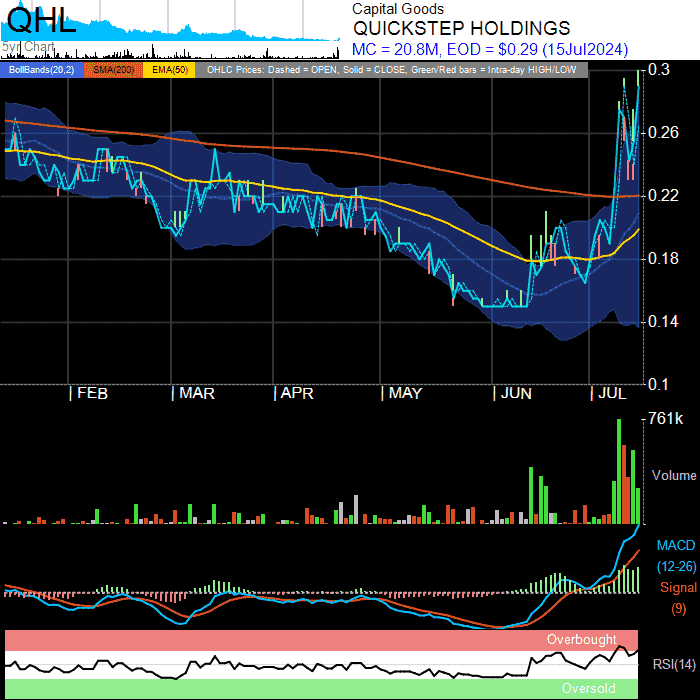 QHL
5yr Chart
Capital Goods
QUICKSTEP HOLDINGS
MC = 20.8M, EOD = $0.29 (15Jul2024)
BollBands(20,2) SMA(200) EMA(50) OHLC Prices: Dashed = OPEN, Solid = CLOSE, Green/Red bars = Intra-day HIGH/LOW
0.3
0.26
0.22
0.18
0.14
0.1
FEB MAR APR MAY JUN JUL
761k
Volume
MACD
(12-26)
Signal
(9)
Overbought
RSI(14)
Oversold